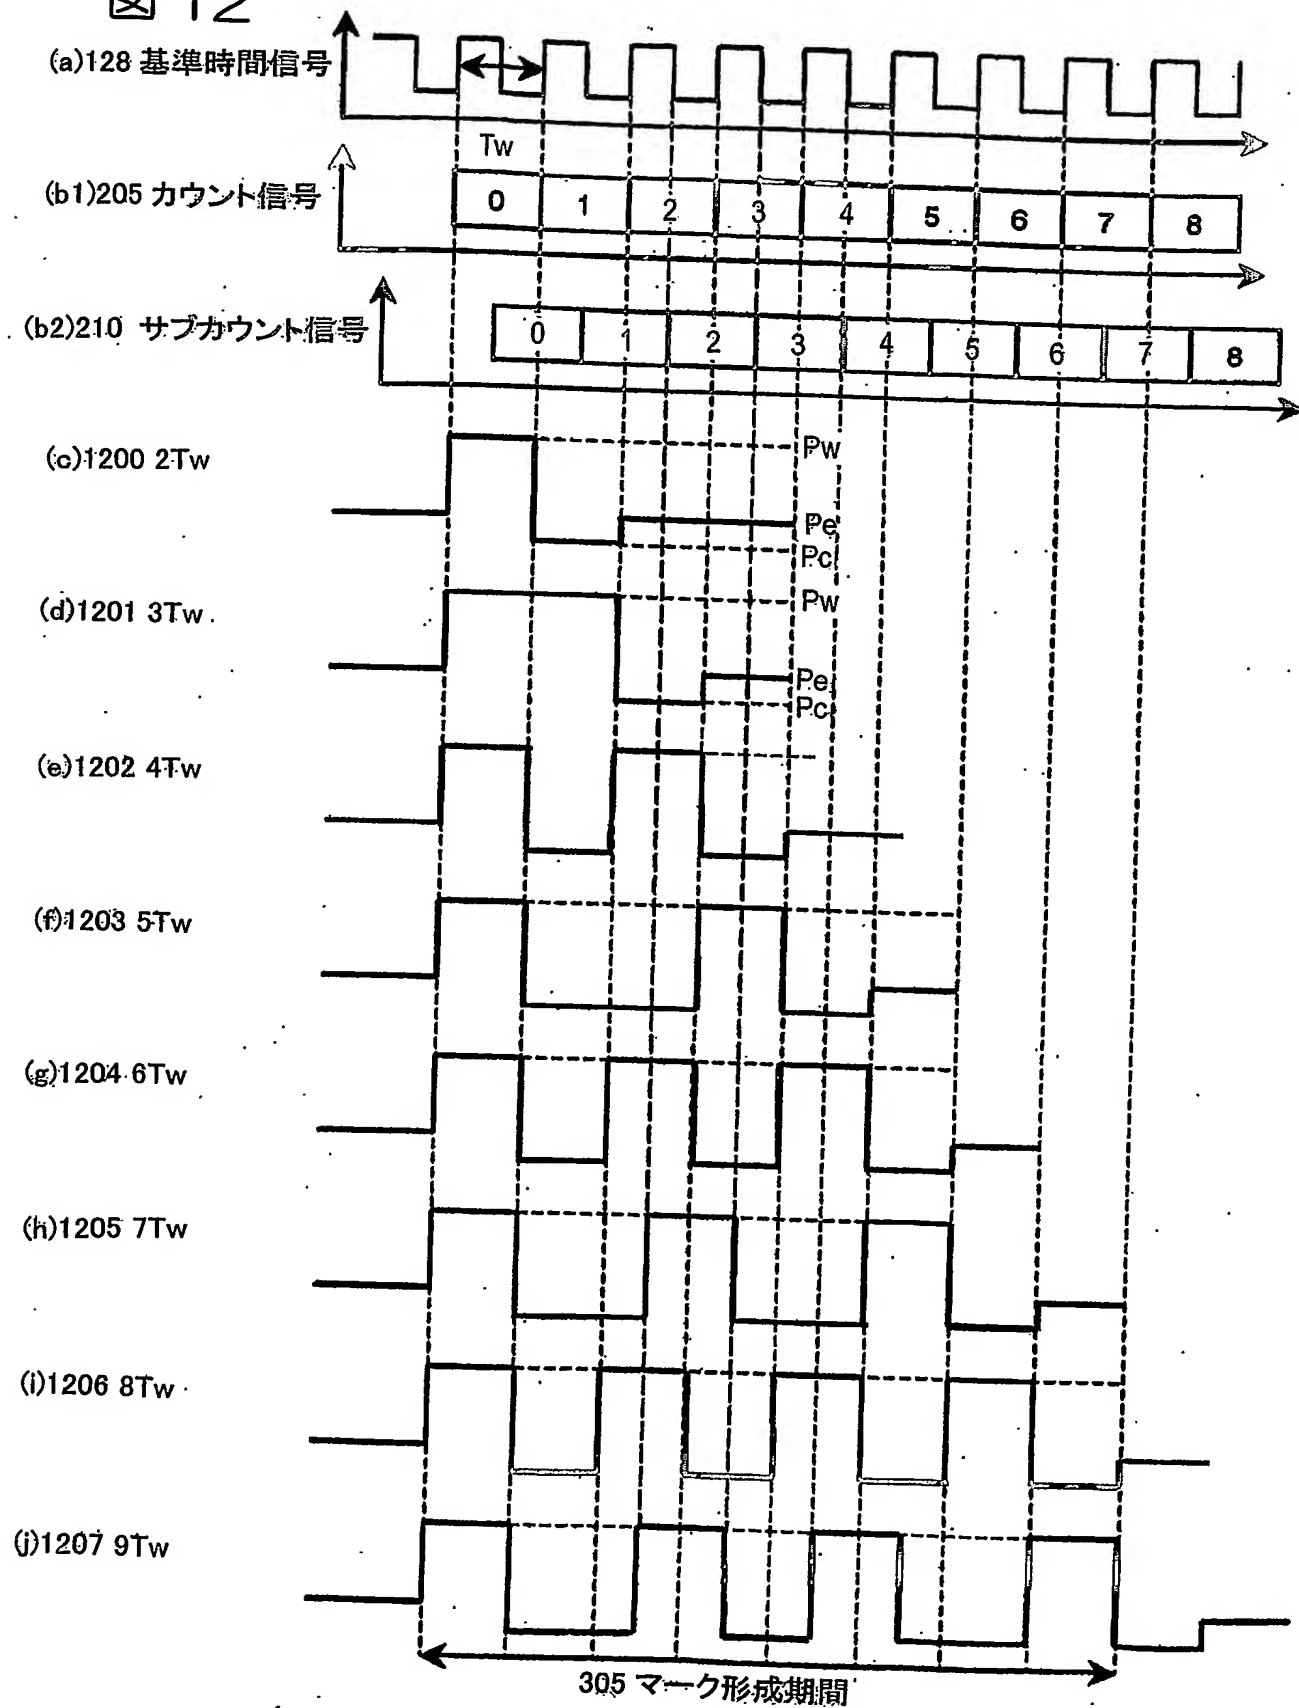 図12
(a)128 基準時間信号
Tw
(b1)205 カウント信号
0 1 2 3 4 5 6 7 8
(b2)210 サブカウント信号
0 1 2 3 4 5 6 7 8
(c)1200 2Tw
Pw
Pe
Pc
(d)1201 3Tw
Pw
Pe
Pc
(e)1202 4Tw
(f)1203 5Tw
(g)1204 6Tw
(h)1205 7Tw
(i)1206 8Tw
(j)1207 9Tw
305 マーク形成期間